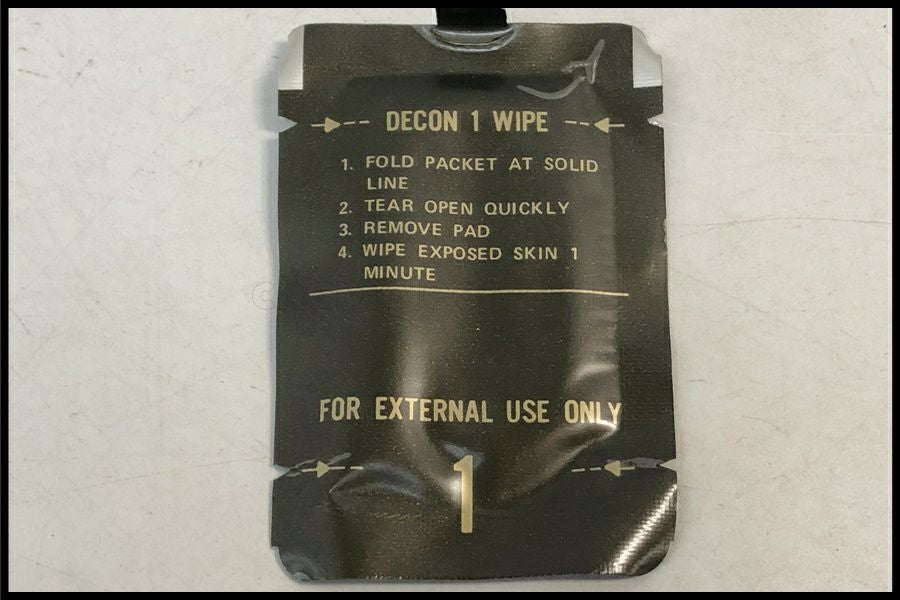 DECON 1 WIPE
1. FOLD PACKET AT SOLID
LINE
2. TEAR OPEN QUICKLY
3. REMOVE PAD
4. WIPE EXPOSED SKIN 1
MINUTE
FOR EXTERNAL USE ONLY
1